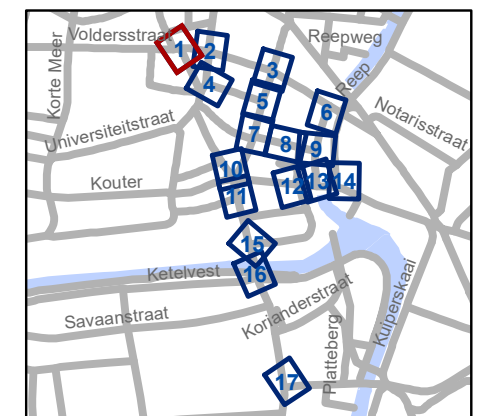 Voldersstraat
Reepweg
1
2
3
Korte Meer
4
Reep
5
6
Notarisstraat
Universiteitstraat
7
8
9
10
Kouter
11
12
13
14
15
Ketelvest
16
Korianderstraat
Kuiperskaai
Savaanstraat
Platteberg
17